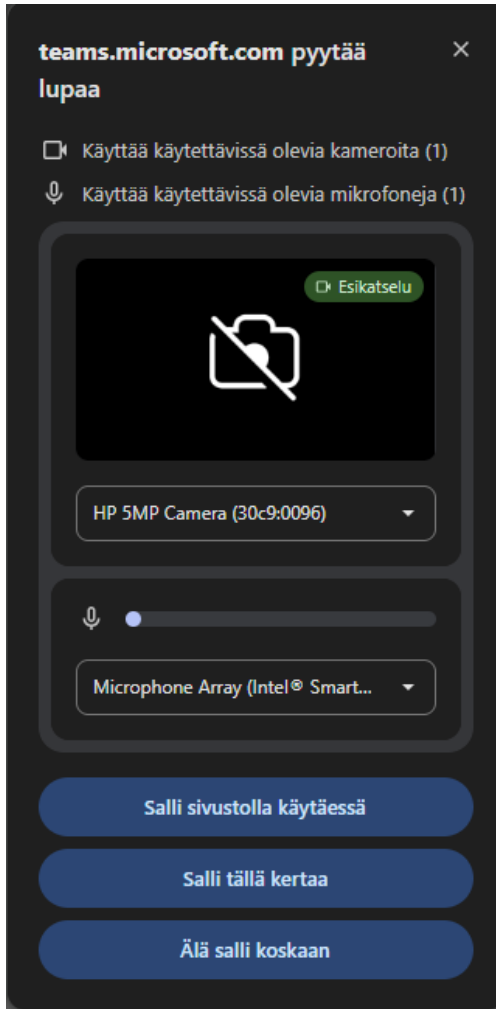 teams.microsoft.com pyytää
lupaa
Käyttää käytettävissä olevia kameroita (1)
Käyttää käytettävissä olevia mikrofoneja (1)
Esikatselu
HP 5MP Camera (30c9:0096)
Microphone Array (Intel® Smart...
Salli sivustolla käytäessä
Salli tällä kertaa
Älä salli koskaan